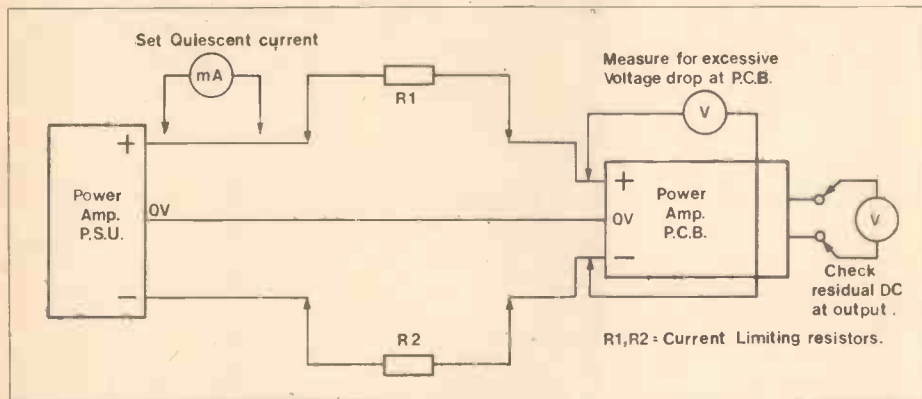 Set Quiescent current
mA
R1
Measure for excessive
Voltage drop at P.C.B.
V
+
Power
Amp.
P.S.U.
0V
−
+
Power
Amp.
P.C.B.
0V
−
V
Check
residual DC
at output .
R2
R1,R2 = Current Limiting resistors.